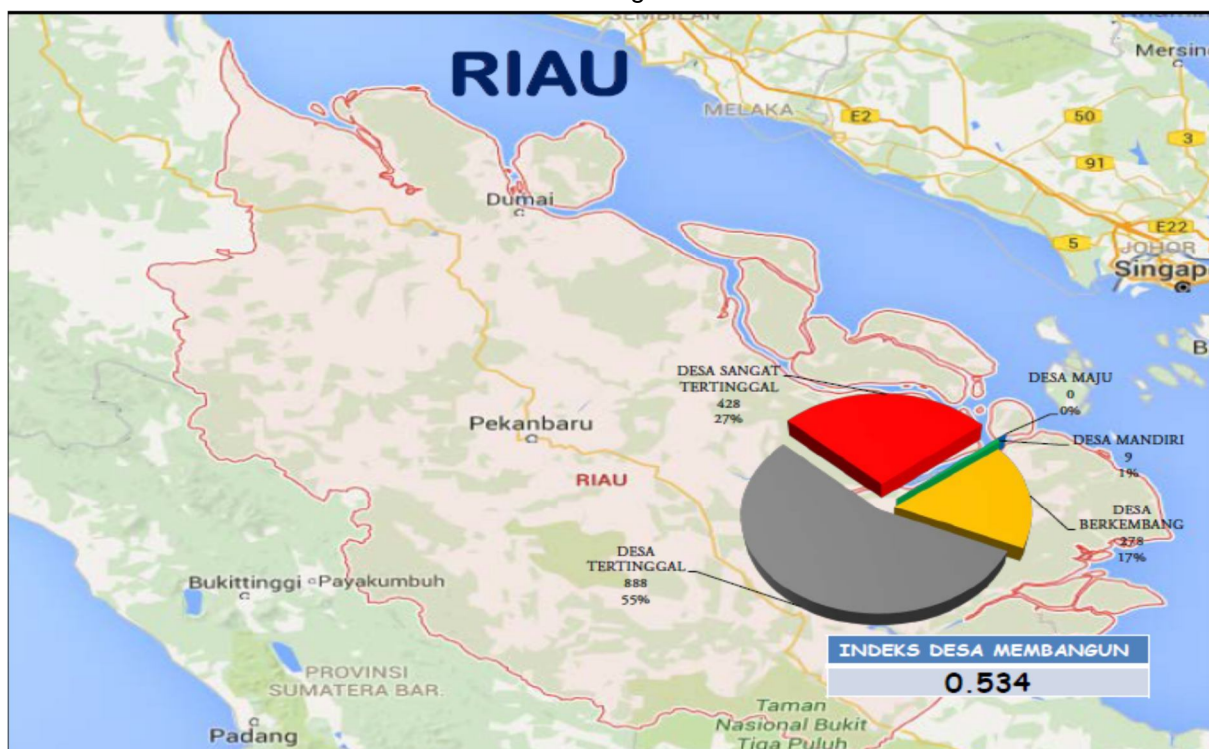 SEMBILAN
RIAU
Mersin
MELAKA
E2
50
3
91
Dumai
E22
5
JOHOR
Singap
B
DESA SANGAT
TERTINGGAL
428
27%
DESA MAJU
0
0%
Pekanbaru
DESA MANDIRI
9
1%
RIAU
DESA
BERKEMBANG
278
17%
DESA
TERTINGGAL
888
55%
Bukittinggi
Payakumbuh
INDEKS DESA MEMBANGUN
0.534
PROVINSI
SUMATERA BAR.
Taman
Nasional Bukit
Tiga Puluh
Padang